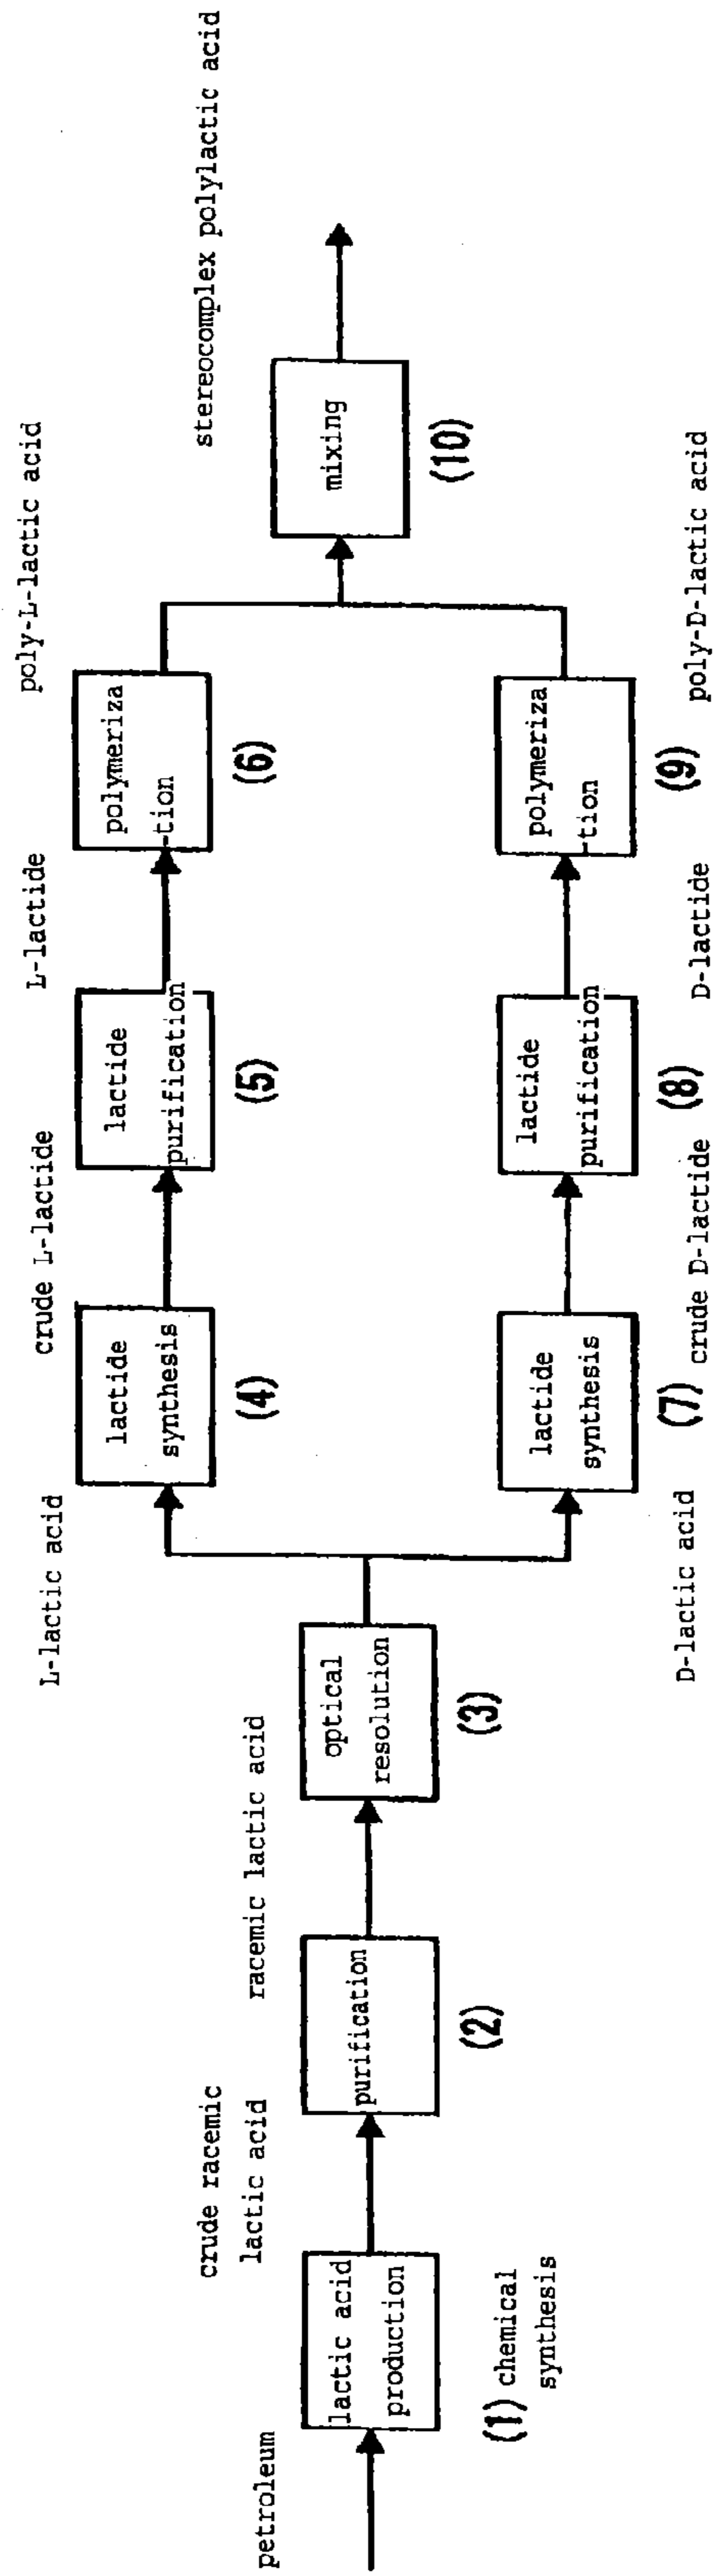 petroleum
lactic acid
production
(1) chemical
synthesis
crude racemic
lactic acid
purification
(2)
racemic lactic acid
optical
resolution
(3)
L-lactic acid
lactide
synthesis
(4)
crude L-lactide
lactide
purification
(5)
L-lactide
polymeriza
-tion
(6)
poly-L-lactic acid
D-lactic acid
lactide
synthesis
(7)
crude D-lactide
lactide
purification
(8)
D-lactide
polymeriza
-tion
(9)
poly-D-lactic acid
mixing
(10)
stereocomplex polylactic acid